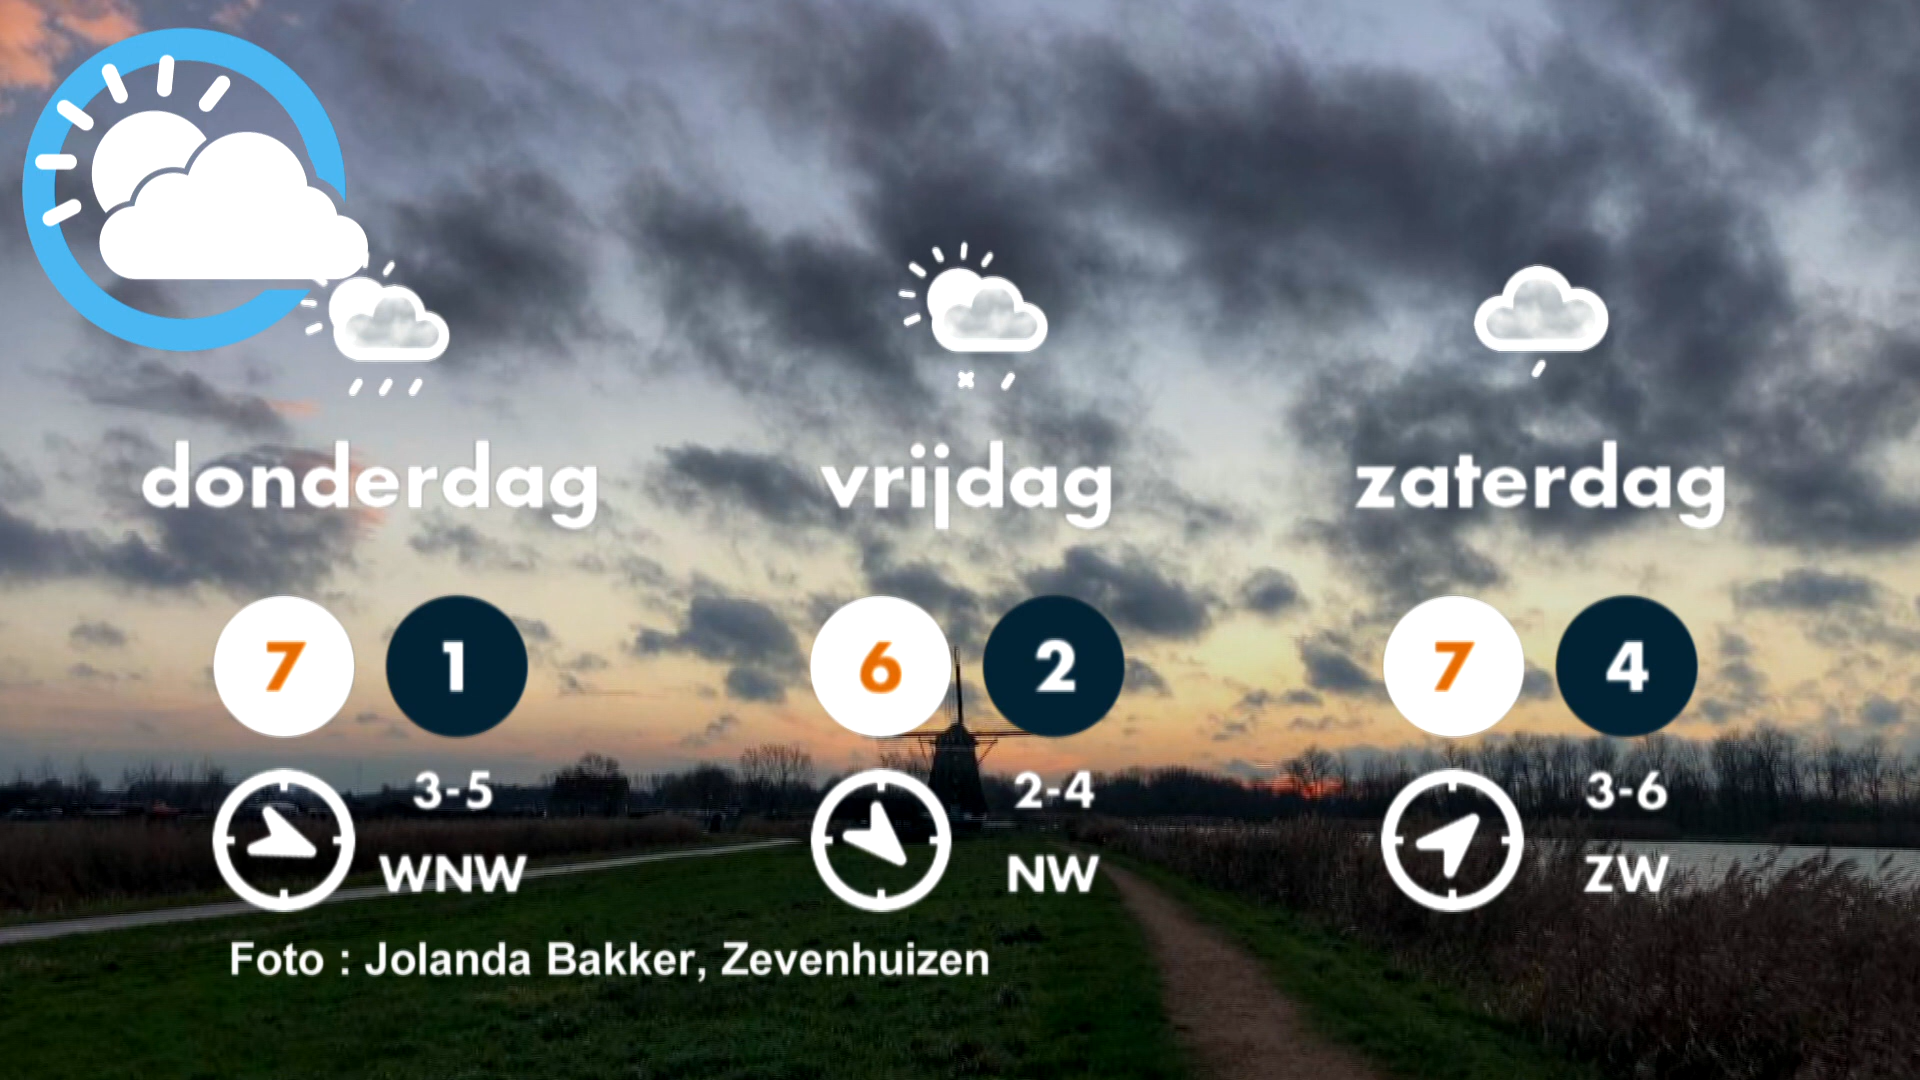 donderdag vrijdag zaterdag
7 1 6 2 7 4
3-5 2-4 3-6
WNW NW ZW
Foto : Jolanda Bakker, Zevenhuizen